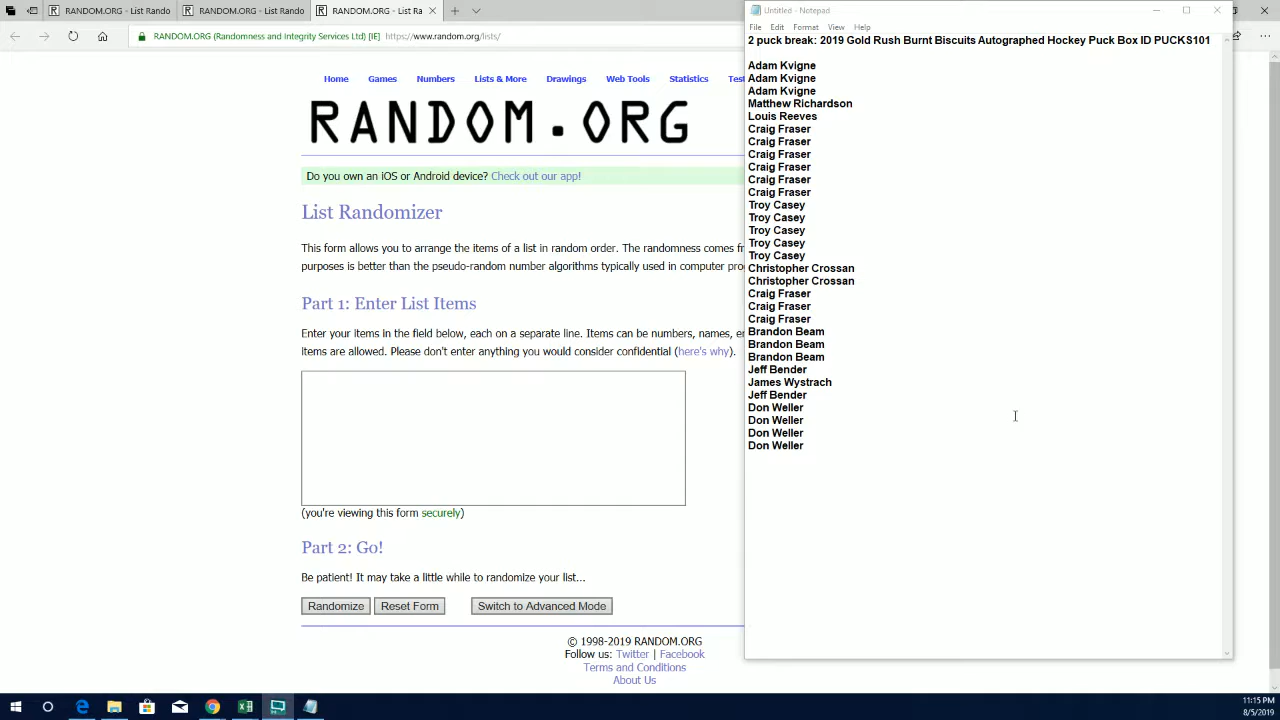 RANDOM.ORG - List Rando
RANDOM.ORG - List Rando
RANDOM.ORG - List Ra
RANDOM.ORG (Randomness and Integrity Services Ltd) [IE] https://www.random.org/lists/
Home Games Numbers Lists & More Drawings Web Tools Statistics
RANDOM.ORG
Do you own an iOS or Android device? Check out our app!
List Randomizer
This form allows you to arrange the items of a list in random order. The randomness comes
purposes is better than the pseudo-random number algorithms typically used in computer
Part 1: Enter List Items
Enter your items in the field below, each on a separate line. Items can be numbers, names,
items are allowed. Please don't enter anything you would consider confidential (here's why).
(you're viewing this form securely)
Part 2: Go!
Be patient! It may take a little while to randomize your list...
Randomize Reset Form Switch to Advanced Mode
© 1998-2019 RANDOM.ORG
Follow us: Twitter | Facebook
Terms and Conditions
About Us
Untitled - Notepad
File Edit Format View Help
2 puck break: 2019 Gold Rush Burnt Biscuits Autographed Hockey Puck Box ID PUCKS101
Adam Kvigne
Adam Kvigne
Adam Kvigne
Matthew Richardson
Louis Reeves
Craig Fraser
Craig Fraser
Craig Fraser
Craig Fraser
Craig Fraser
Craig Fraser
Troy Casey
Troy Casey
Troy Casey
Troy Casey
Troy Casey
Christopher Crossan
Christopher Crossan
Craig Fraser
Craig Fraser
Craig Fraser
Brandon Beam
Brandon Beam
Brandon Beam
Jeff Bender
James Wystrach
Jeff Bender
Don Weller
Don Weller
Don Weller
Don Weller
11:15 PM
8/5/2019